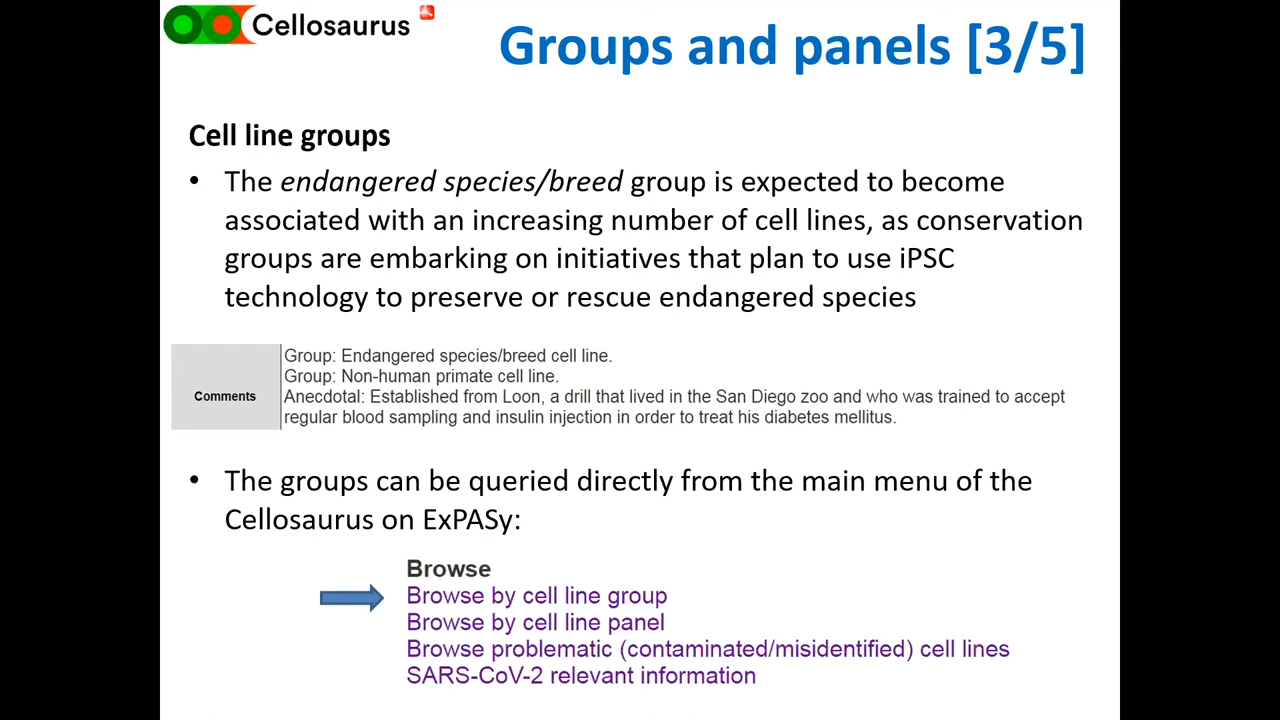 Cellosaurus
Groups and panels [3/5]
Cell line groups
• The endangered species/breed group is expected to become
associated with an increasing number of cell lines, as conservation
groups are embarking on initiatives that plan to use iPSC
technology to preserve or rescue endangered species
Comments
Group: Endangered species/breed cell line.
Group: Non-human primate cell line.
Anecdotal: Established from Loon, a drill that lived in the San Diego zoo and who was trained to accept
regular blood sampling and insulin injection in order to treat his diabetes mellitus.
• The groups can be queried directly from the main menu of the
Cellosaurus on ExPASy:
Browse
Browse by cell line group
Browse by cell line panel
Browse problematic (contaminated/misidentified) cell lines
SARS-CoV-2 relevant information